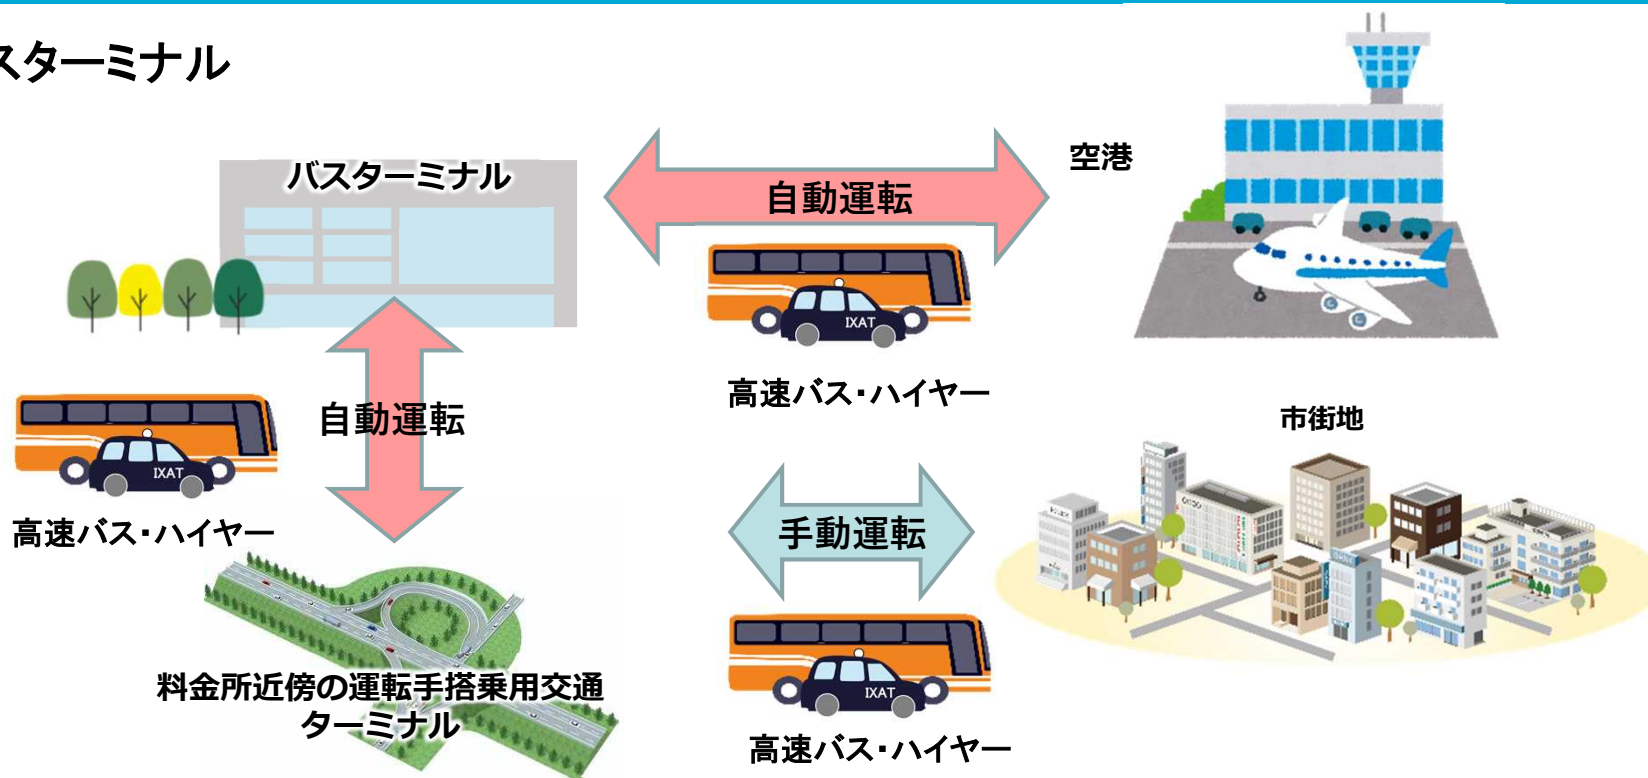 スターミナル
バスターミナル
自動運転
空港
IXAT
高速バス・ハイヤー
市街地
自動運転
IXAT
高速バス・ハイヤー
手動運転
料金所近傍の運転手搭乗用交通
ターミナル
IXAT
高速バス・ハイヤー